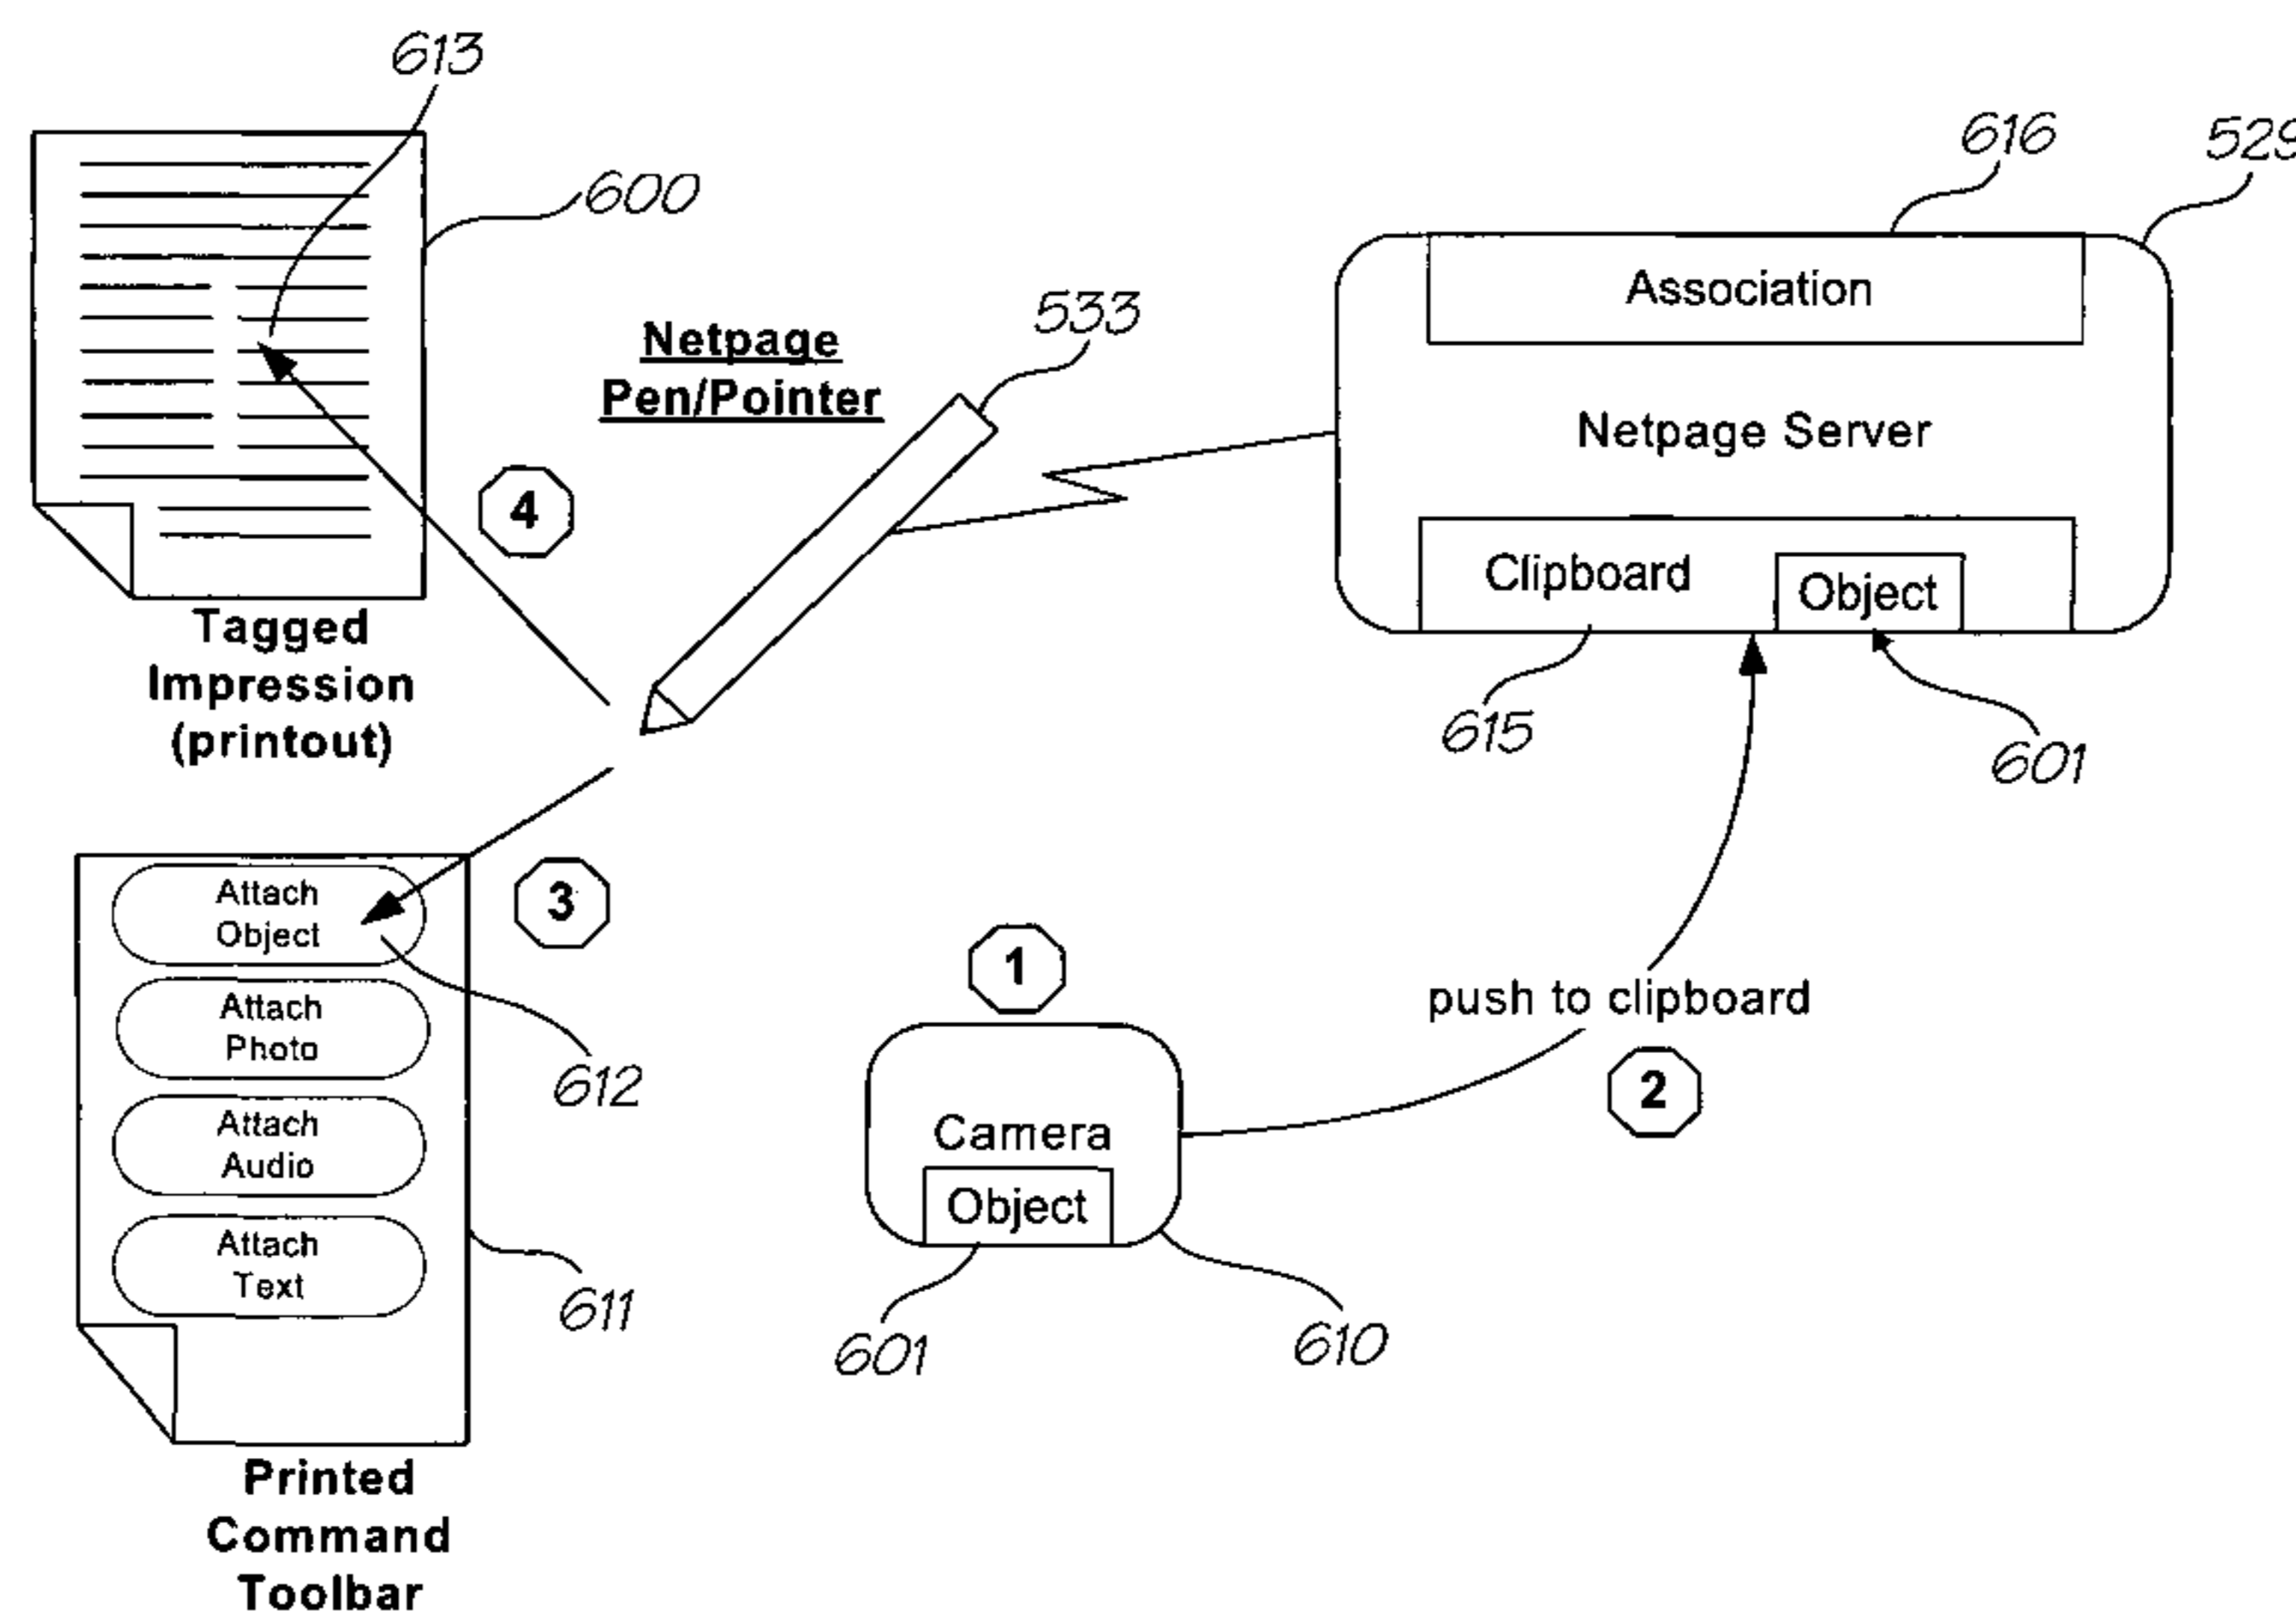 613
600
616
529
Association
533
Netpage
Pen/Pointer
Netpage Server
4
Clipboard
Object
Tagged
Impression
(printout)
615
601
Attach
Object
3
1
push to clipboard
Attach
Photo
2
612
Attach
Audio
Camera
Object
Attach
Text
611
601
610
Printed
Command
Toolbar